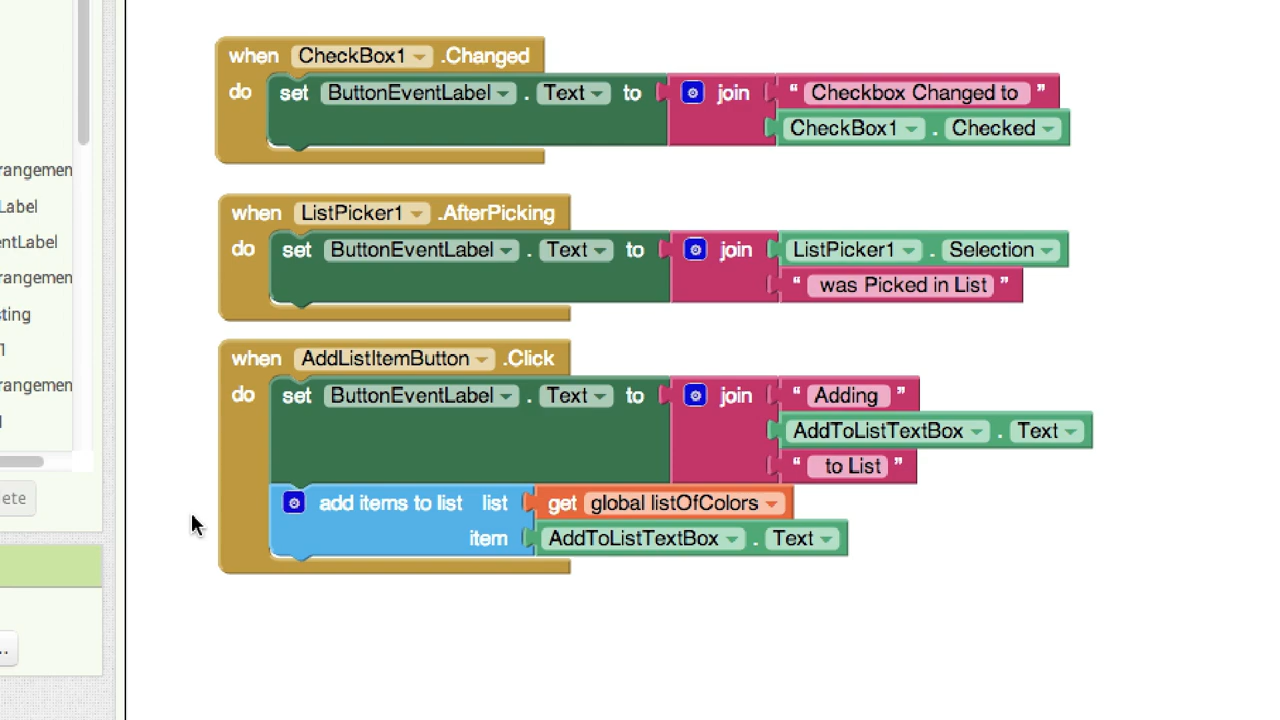 when CheckBox1 .Changed
do set ButtonEventLabel . Text to join “ Checkbox Changed to ”
CheckBox1 . Checked
rangemen
when ListPicker1 .AfterPicking
Label
entLabel
do set ButtonEventLabel . Text to join ListPicker1 . Selection
rangemen
“ was Picked in List ”
sting
1
when AddListItemButton .Click
rangemen
do set ButtonEventLabel . Text to join “ Adding ”
AddToListTextBox . Text
“ to List ”
ete
add items to list list get global listOfColors
item AddToListTextBox . Text
..